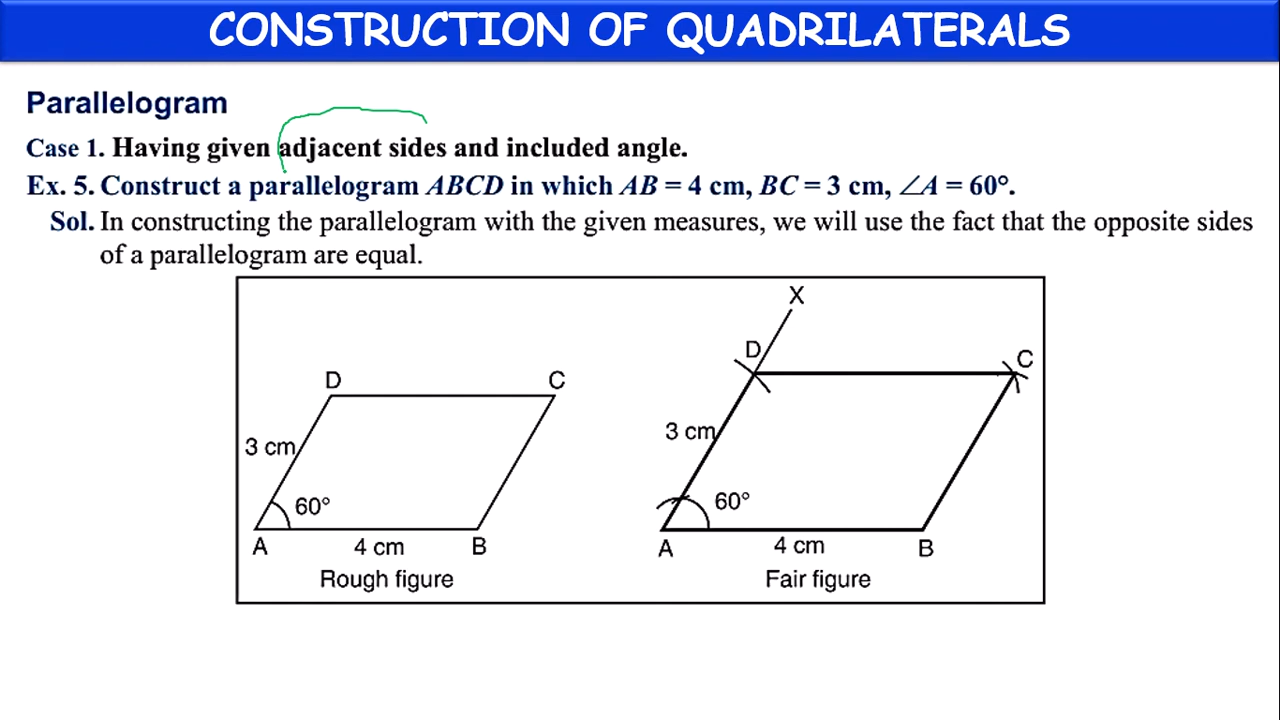 CONSTRUCTION OF QUADRILATERALS
Parallelogram
Case 1. Having given adjacent sides and included angle.
Ex. 5. Construct a parallelogram ABCD in which AB = 4 cm, BC = 3 cm, ∠A = 60°.
Sol. In constructing the parallelogram with the given measures, we will use the fact that the opposite sides
of a parallelogram are equal.
D
C
3 cm
60°
A
4 cm
B
Rough figure
X
D
C
3 cm
60°
A
4 cm
B
Fair figure